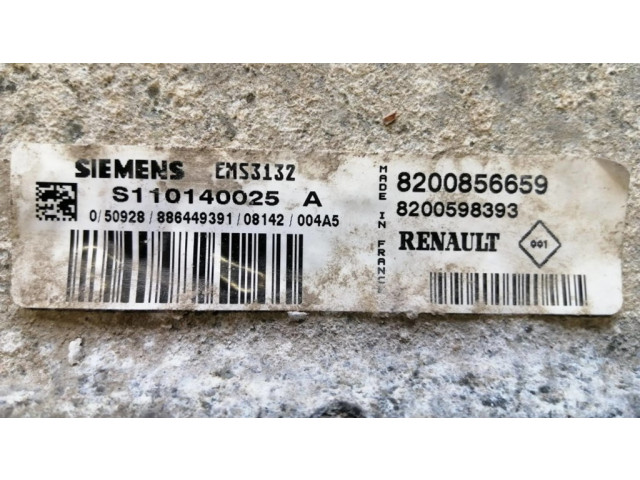 SIEMENS EMS3132
S110140025 A
0/50928/886449391/08142/004A5
MADE IN FRANCE
8200856659
8200598393
RENAULT 001